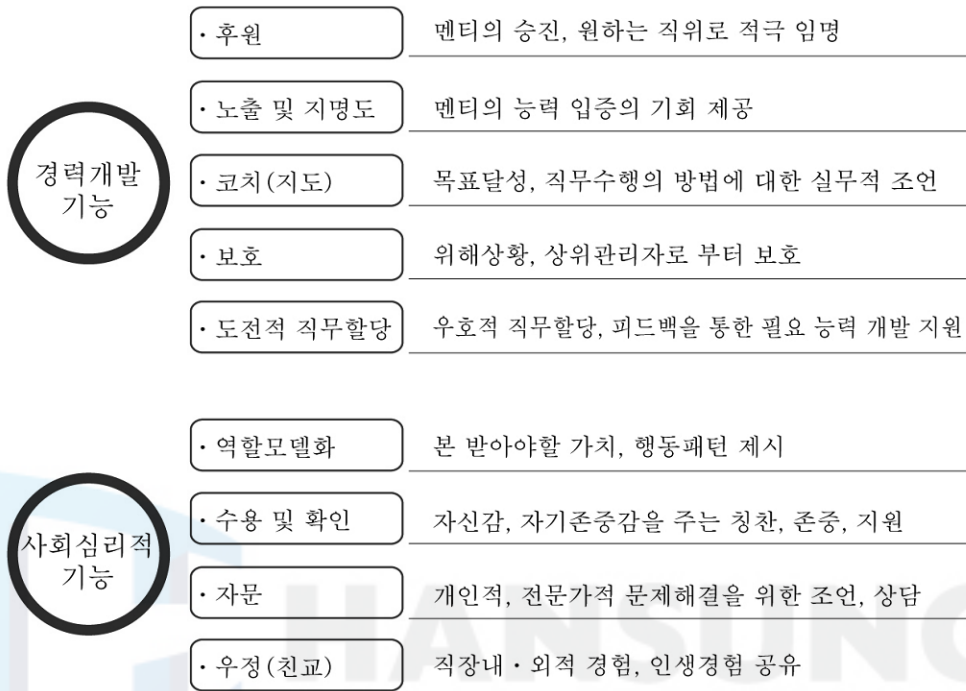 · 후원 멘티의 승진, 원하는 직위로 적극 임명
· 노출 및 지명도 멘티의 능력 입증의 기회 제공
경력개발
기능
· 코치(지도) 목표달성, 직무수행의 방법에 대한 실무적 조언
· 보호 위해상황, 상위관리자로 부터 보호
· 도전적 직무할당 우호적 직무할당, 피드백을 통한 필요 능력 개발 지원
· 역할모델화 본 받아야할 가치, 행동패턴 제시
· 수용 및 확인 자신감, 자기존중감을 주는 칭찬, 존중, 지원
사회심리적
기능
· 자문 개인적, 전문가적 문제해결을 위한 조언, 상담
· 우정(친교) 직장내·외적 경험, 인생경험 공유
HANSUNG